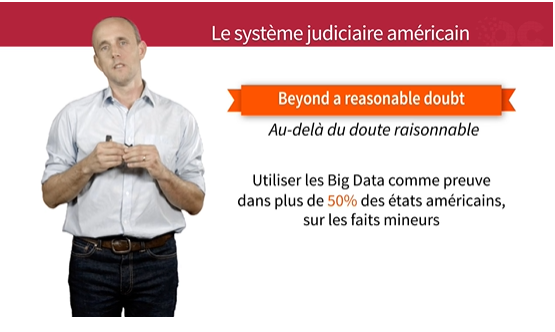 Le système judiciaire américain
Beyond a reasonable doubt
Au-delà du doute raisonnable
Utiliser les Big Data comme preuve
dans plus de 50% des états américains,
sur les faits mineurs